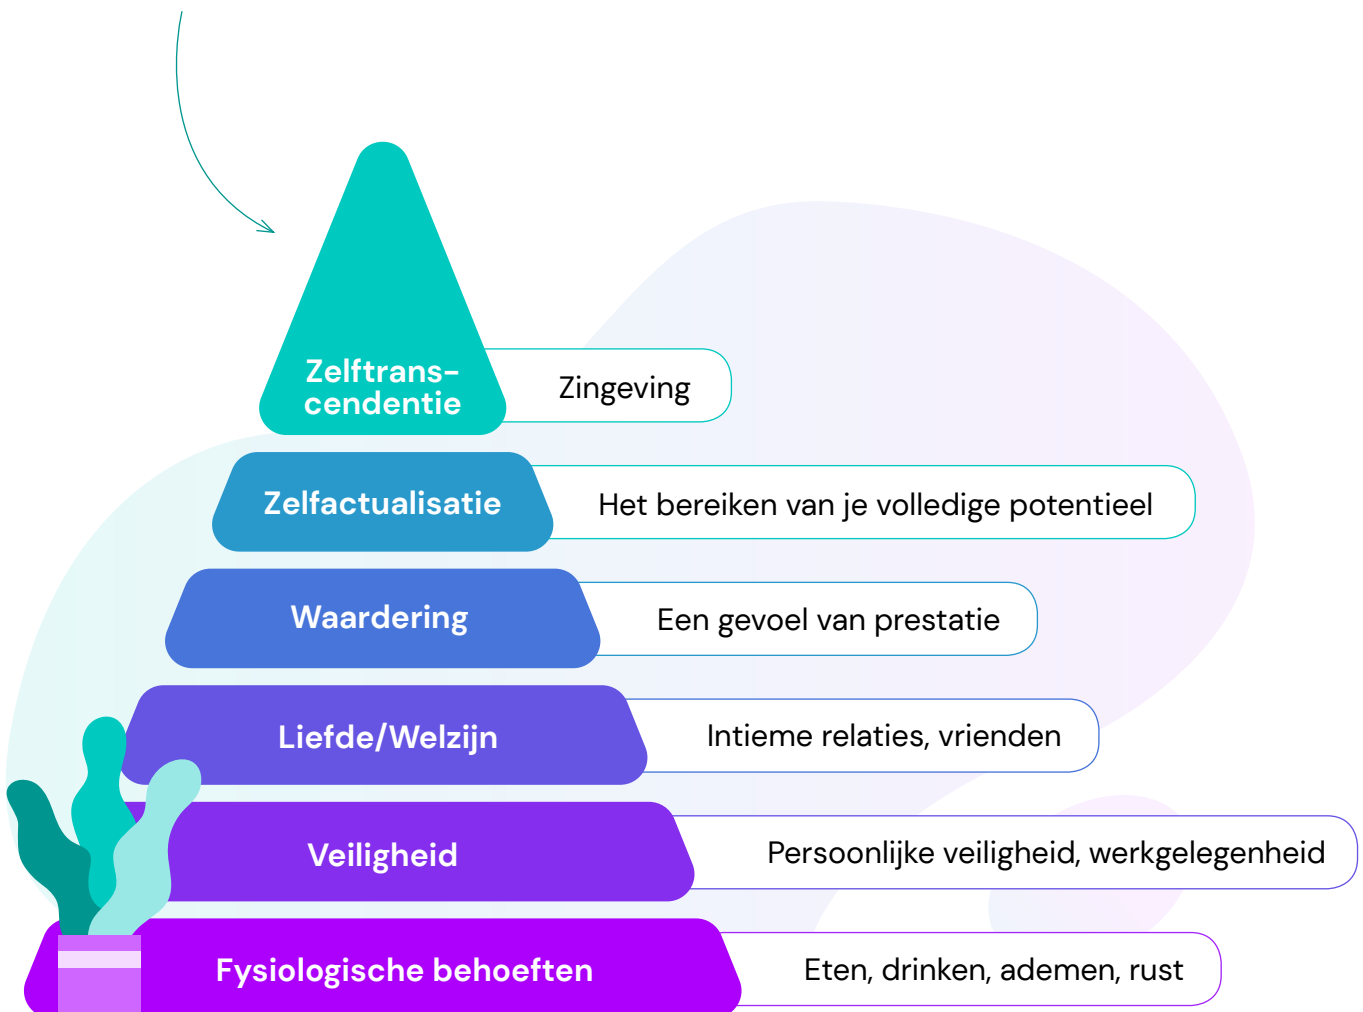 Zelftrans-
cendentie
Zingeving
Zelfactualisatie
Het bereiken van je volledige potentieel
Waardering
Een gevoel van prestatie
Liefde/Welzijn
Intieme relaties, vrienden
Veiligheid
Persoonlijke veiligheid, werkgelegenheid
Fysiologische behoeften
Eten, drinken, ademen, rust